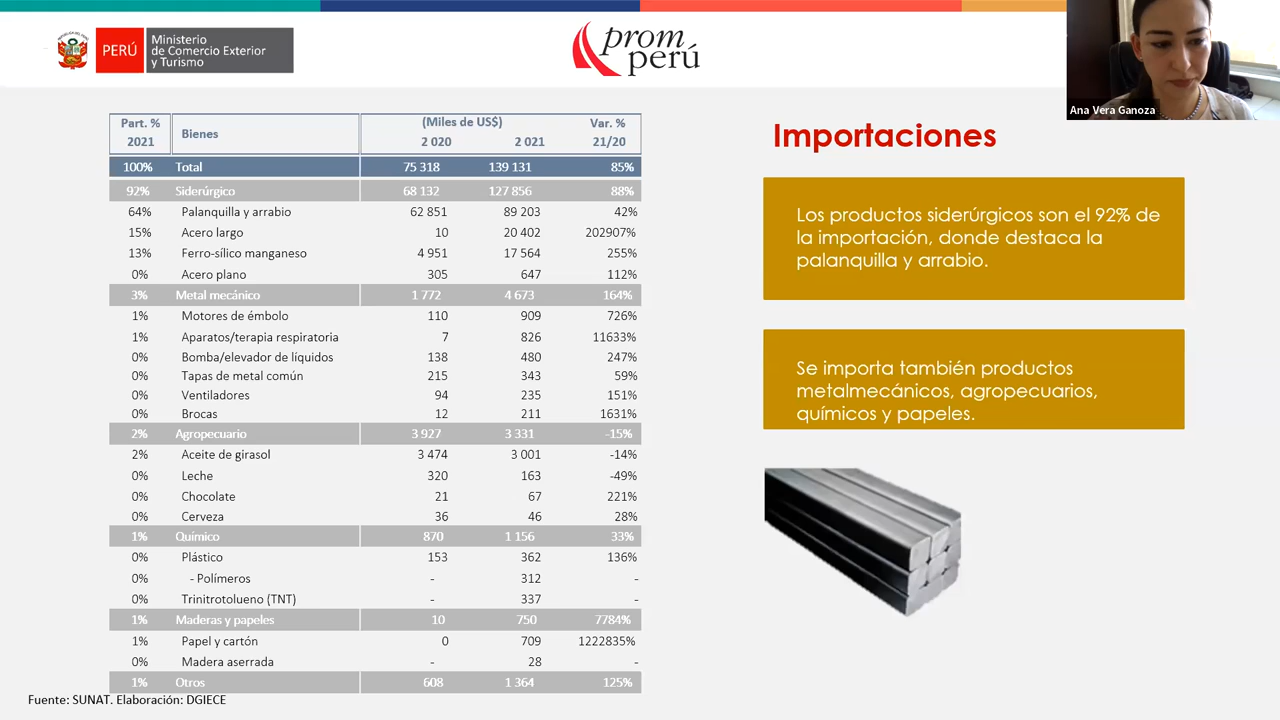 PERÚ
Ministerio
de Comercio Exterior
y Turismo
prom
perú
Ana Vera Ganoza
Part. % 2021 Bienes (Miles de US$) 2 020 2 021 Var. % 21/20
100% Total 75 318 139 131 85%
92% Siderúrgico 68 132 127 856 88%
64% Palanquilla y arrabio 62 851 89 203 42%
15% Acero largo 10 20 402 202907%
13% Ferro-sílico manganeso 4 951 17 564 255%
0% Acero plano 305 647 112%
3% Metal mecánico 1 772 4 673 164%
1% Motores de émbolo 110 909 726%
1% Aparatos/terapia respiratoria 7 826 11633%
0% Bomba/elevador de líquidos 138 480 247%
0% Tapas de metal común 215 343 59%
0% Ventiladores 94 235 151%
0% Brocas 12 211 1631%
2% Agropecuario 3 927 3 331 -15%
2% Aceite de girasol 3 474 3 001 -14%
0% Leche 320 163 -49%
0% Chocolate 21 67 221%
0% Cerveza 36 46 28%
1% Químico 870 1 156 33%
0% Plástico 153 362 136%
0% - Polímeros - 312 -
0% Trinitrotolueno (TNT) - 337 -
1% Maderas y papeles 10 750 7784%
1% Papel y cartón 0 709 1222835%
0% Madera aserrada - 28 -
1% Otros 608 1 364 125%
Fuente: SUNAT. Elaboración: DGIECE
Importaciones
Los productos siderúrgicos son el 92% de
la importación, donde destaca la
palanquilla y arrabio.
Se importa también productos
metalmecánicos, agropecuarios,
químicos y papeles.